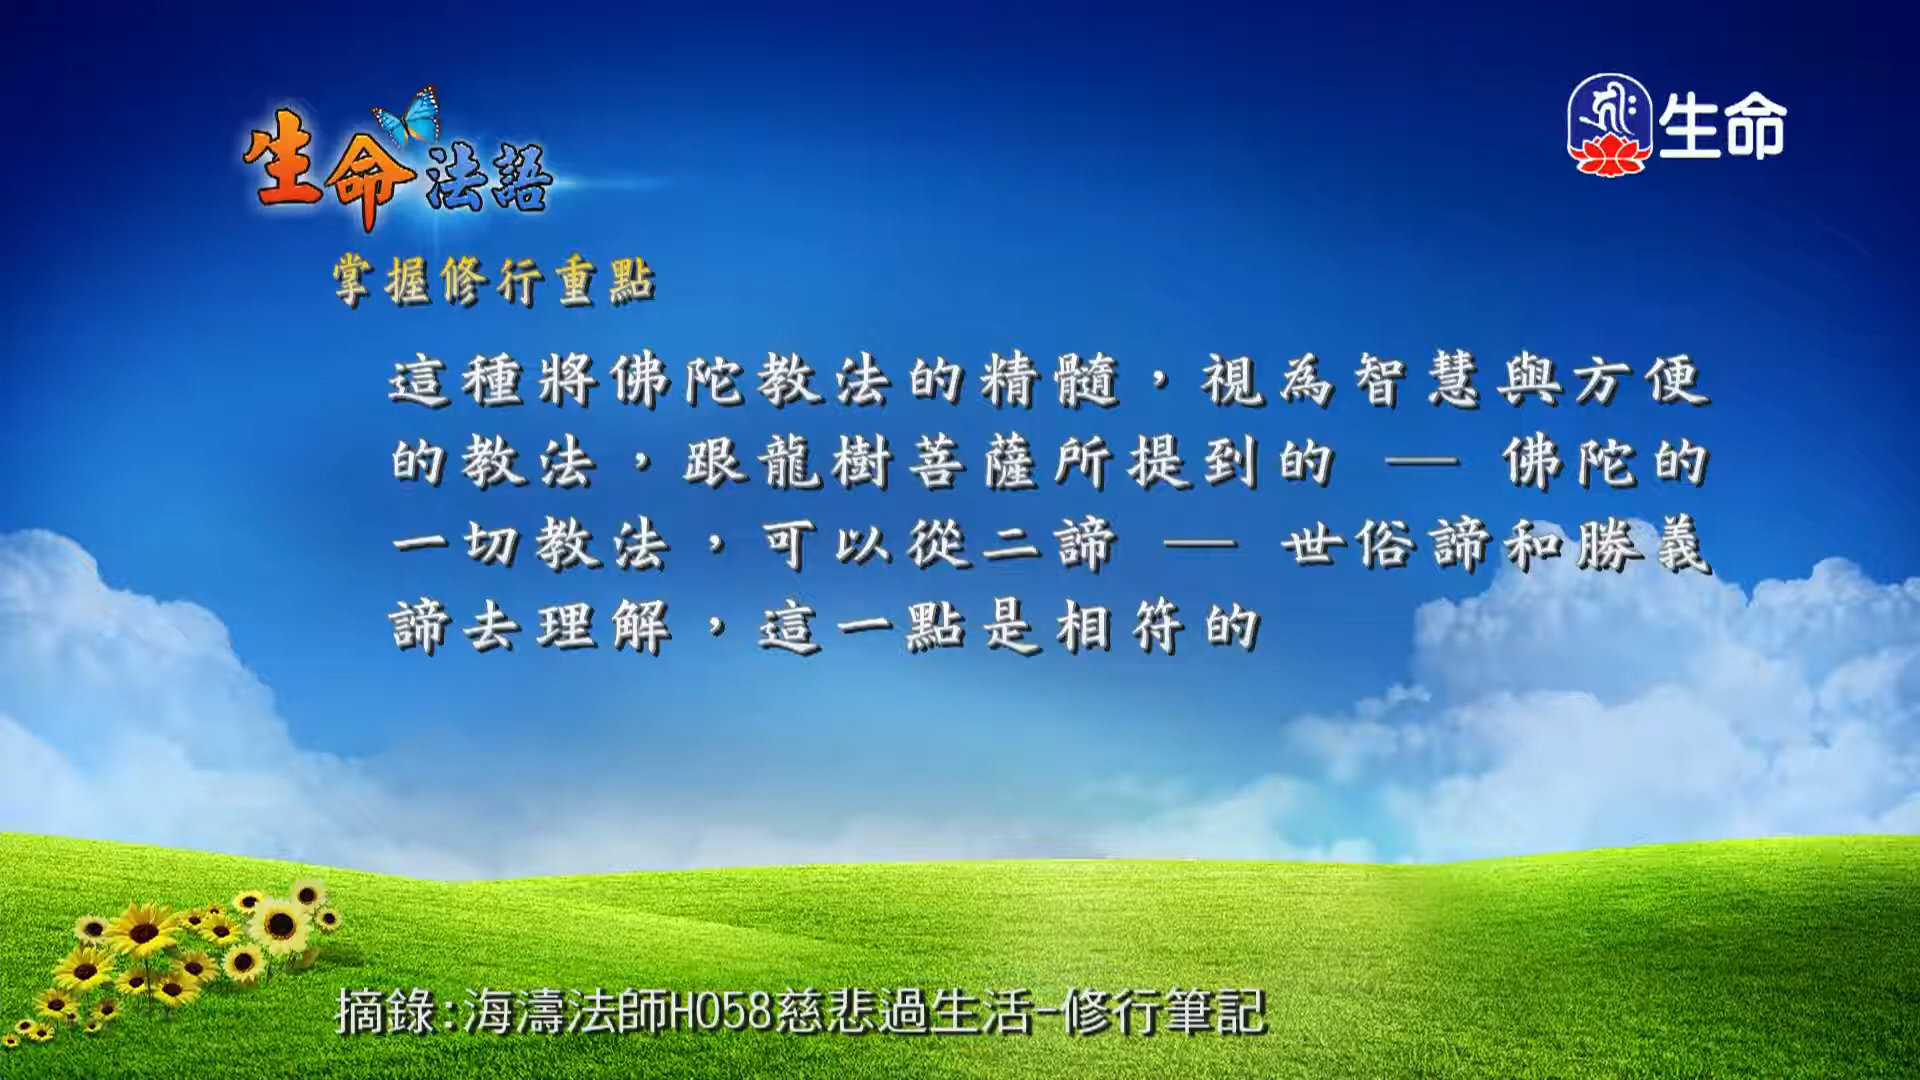 生命法語
生命
掌握修行重點
這種將佛陀教法的精髓，視為智慧與方便
的教法，跟龍樹菩薩所提到的 — 佛陀的
一切教法，可以從二諦 — 世俗諦和勝義
諦去理解，這一點是相符的
摘錄:海濤法師H058慈悲過生活-修行筆記